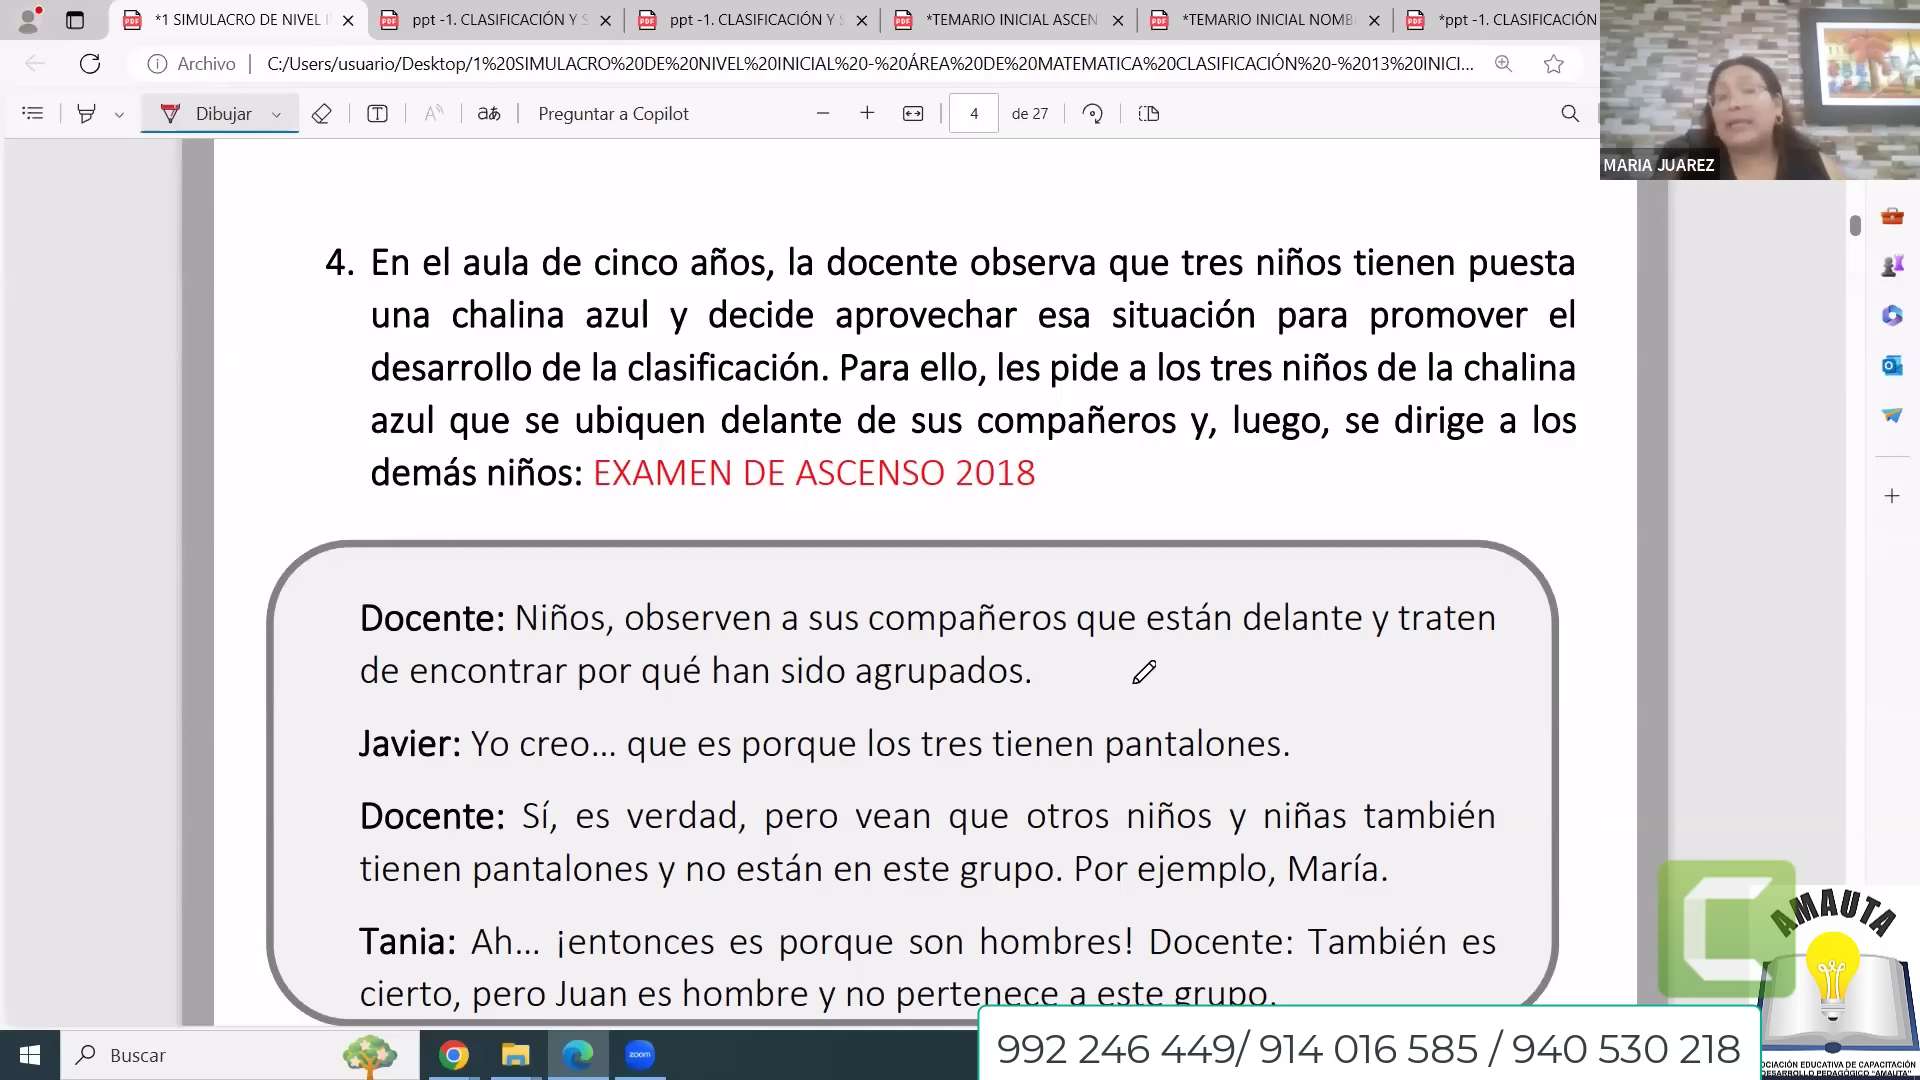 *1 SIMULACRO DE NIVEL I
ppt -1. CLASIFICACIÓN Y S
ppt -1. CLASIFICACIÓN Y S
*TEMARIO INICIAL ASCEN
*TEMARIO INICIAL NOMB
*ppt -1. CLASIFICACIÓN
Archivo
C:/Users/usuario/Desktop/1%20SIMULACRO%20DE%20NIVEL%20INICIAL%20-%20ÁREA%20DE%20MATEMATICA%20CLASIFICACIÓN%20-%2013%20INICI...
Dibujar
Preguntar a Copilot
4
de 27
MARIA JUAREZ
4. En el aula de cinco años, la docente observa que tres niños tienen puesta
una chalina azul y decide aprovechar esa situación para promover el
desarrollo de la clasificación. Para ello, les pide a los tres niños de la chalina
azul que se ubiquen delante de sus compañeros y, luego, se dirige a los
demás niños: EXAMEN DE ASCENSO 2018
Docente: Niños, observen a sus compañeros que están delante y traten
de encontrar por qué han sido agrupados.
Javier: Yo creo... que es porque los tres tienen pantalones.
Docente: Sí, es verdad, pero vean que otros niños y niñas también
tienen pantalones y no están en este grupo. Por ejemplo, María.
Tania: Ah... ¡entonces es porque son hombres! Docente: También es
cierto, pero Juan es hombre y no pertenece a este grupo.
AMAUTA
OCIACIÓN EDUCATIVA DE CAPACITACIÓN
DESARROLLO PEDAGÓGICO "AMAUTA"
992 246 449/ 914 016 585 / 940 530 218
Buscar
zoom